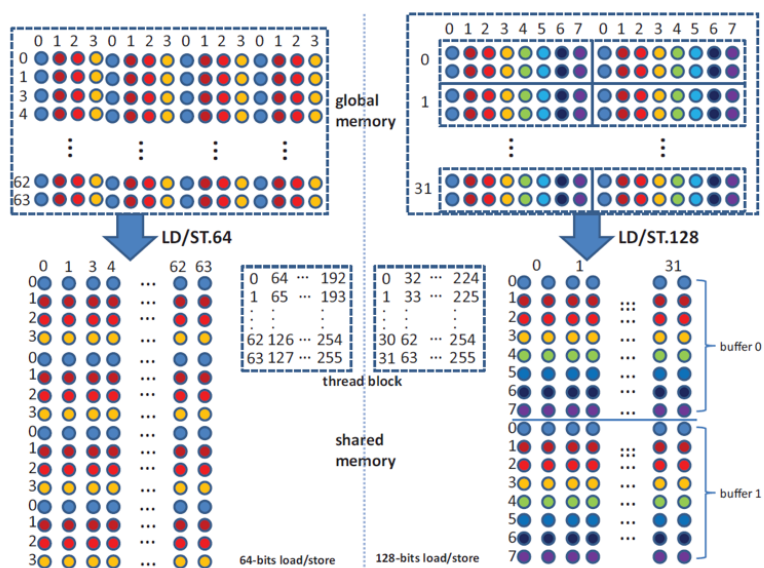 0 1 2 3 0 1 2 3 0 1 2 3 0 1 2 3
0
1
3
4
62
63
LD/ST.64
0 1 3 4 ... 62 63
0
1
2
3
0
1
2
3
0
1
2
3
0
1
2
3
64-bits load/store
global
memory
0 64 ... 192
1 65 ... 193
62 126 ... 254
63 127 ... 255
thread block
shared
memory
0 32 ... 224
1 33 ... 225
30 62 ... 254
31 63 ... 255
0 1 2 3 4 5 6 7 0 1 2 3 4 5 6 7
0
1
31
LD/ST.128
0 1 31
0
1
2
3
4
5
6
7
buffer 0
0
1
2
3
4
5
6
7
buffer 1
128-bits load/store